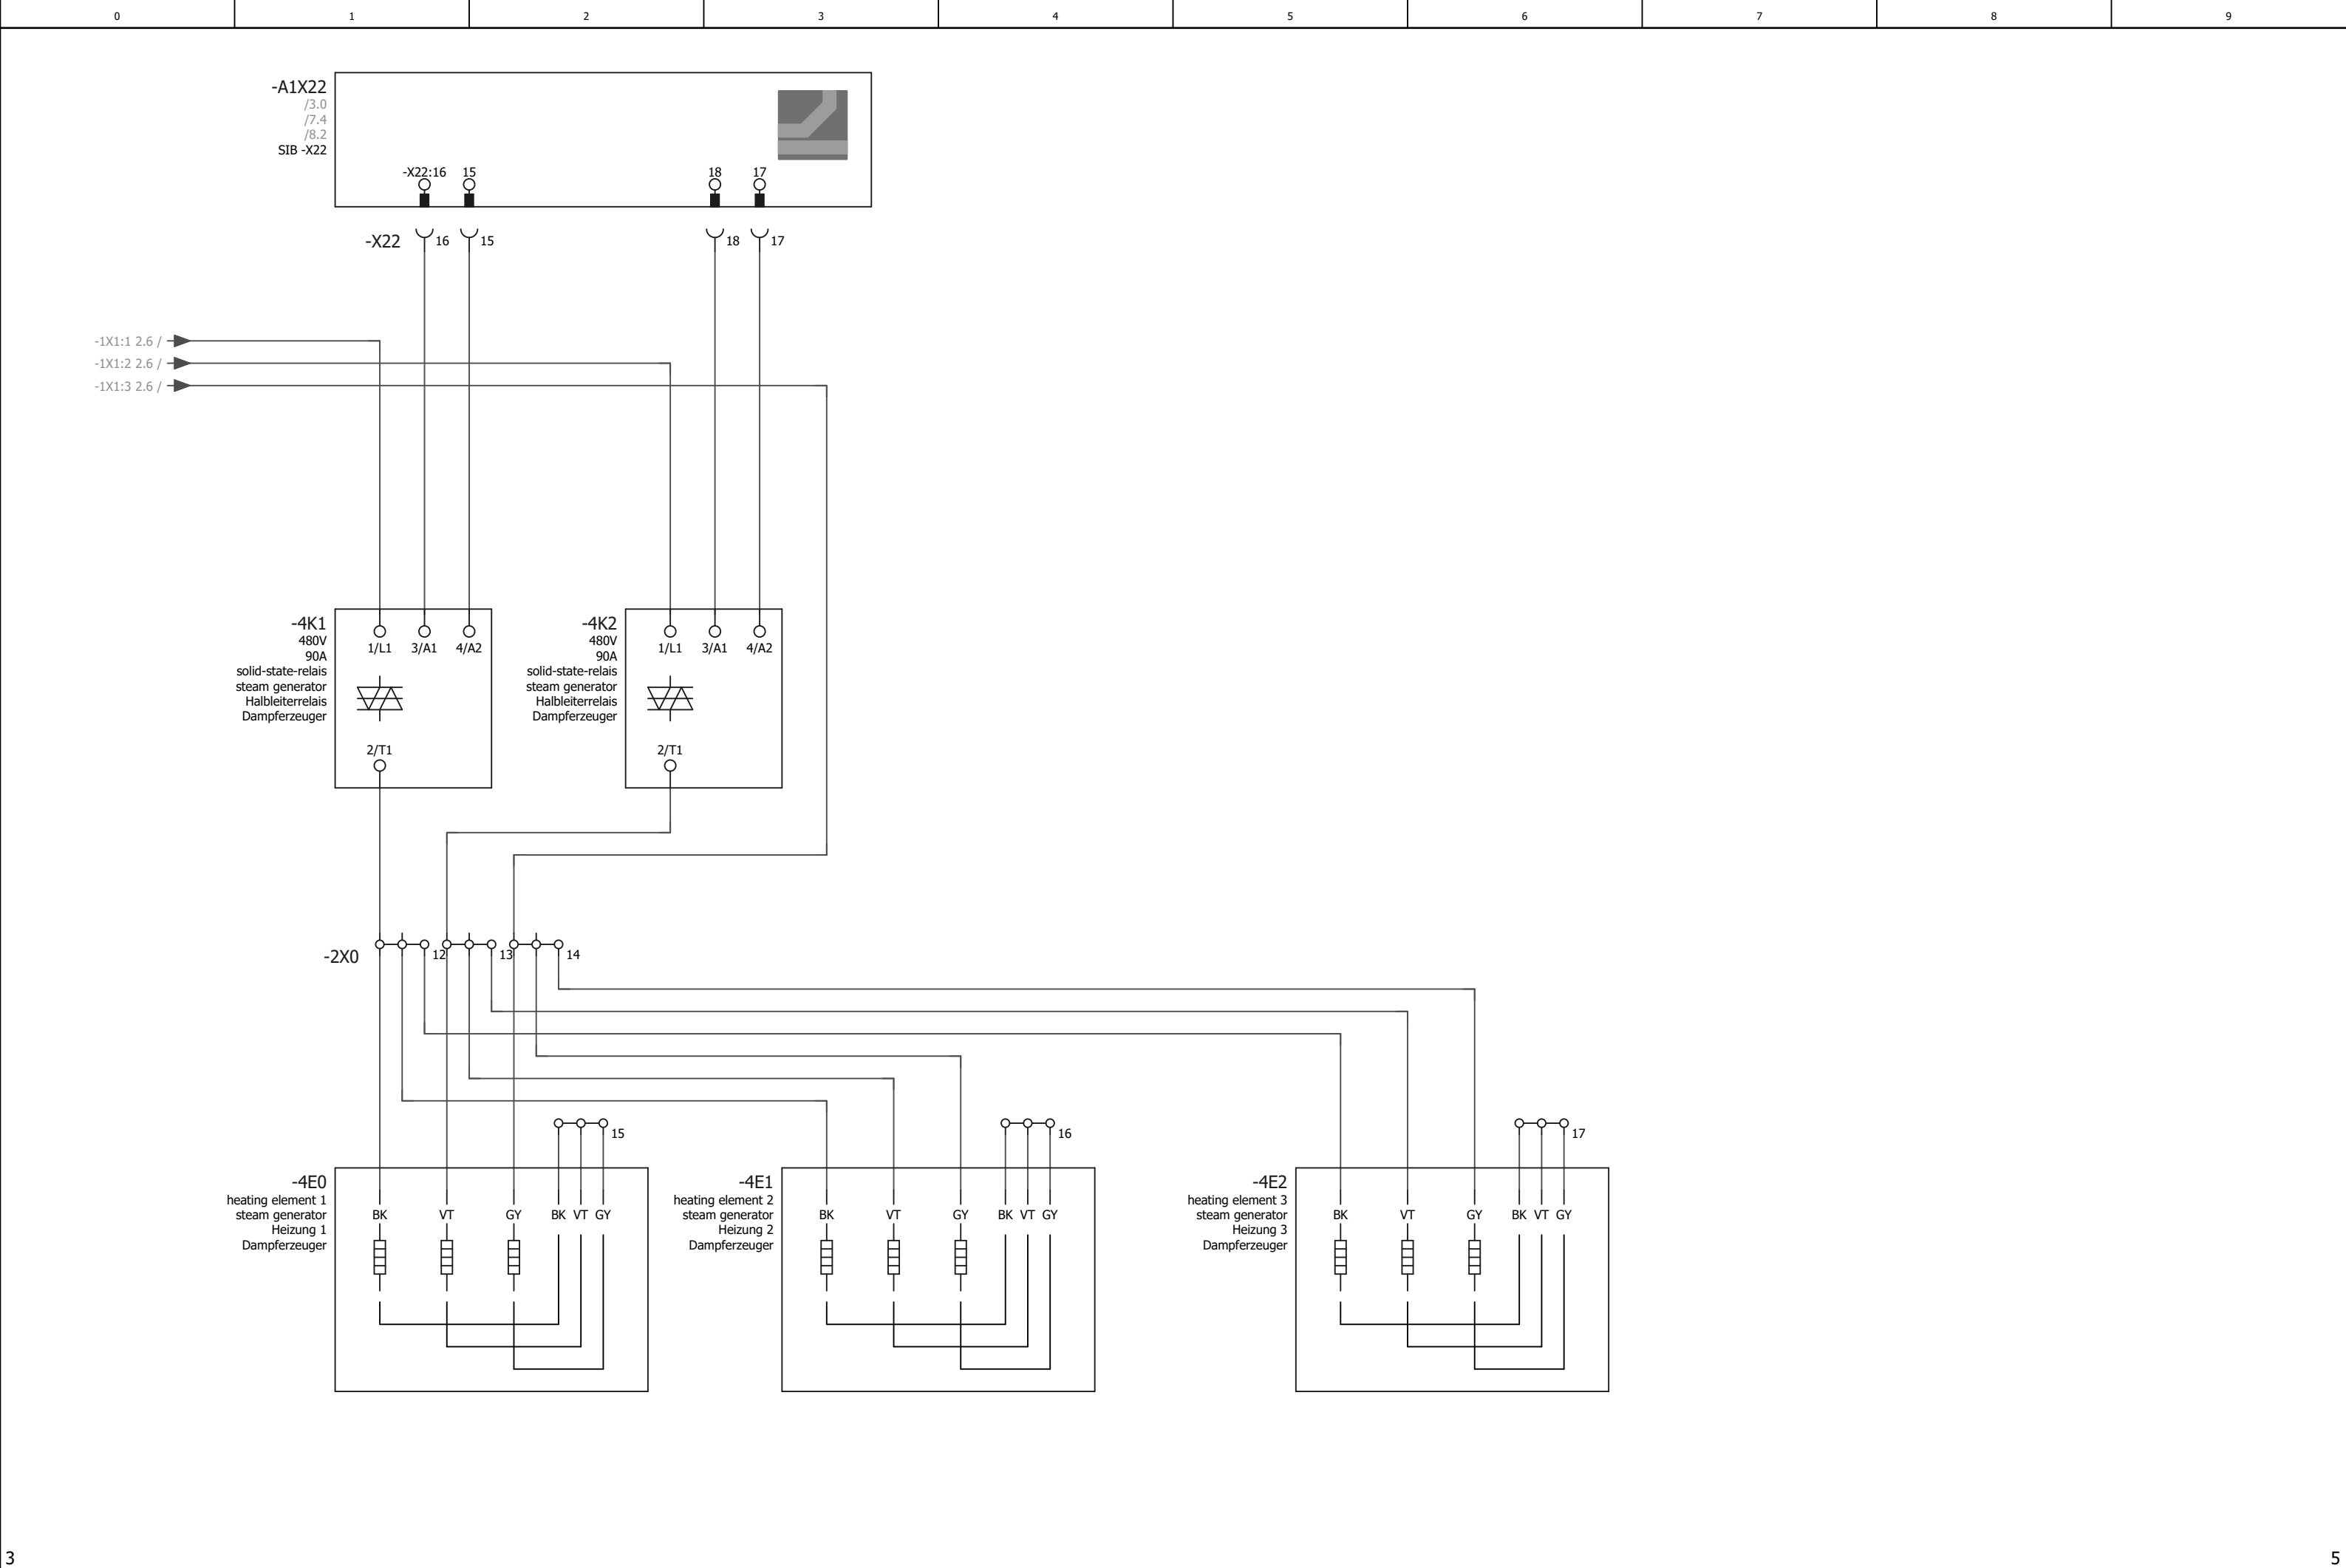 0 1 2 3 4 5 6 7 8 9
-A1X22
/3.0
/7.4
/8.2
SIB -X22
-X22:16 15 18 17
-X22 16 15 18 17
-1X1:1 2.6 /
-1X1:2 2.6 /
-1X1:3 2.6 /
-4K1
480V
90A
solid-state-relais
steam generator
Halbleiterrelais
Dampferzeuger
1/L1 3/A1 4/A2
2/T1
-4K2
480V
90A
solid-state-relais
steam generator
Halbleiterrelais
Dampferzeuger
1/L1 3/A1 4/A2
2/T1
-2X0 12 13 14
15 16 17
-4E0
heating element 1
steam generator
Heizung 1
Dampferzeuger
BK VT GY BK VT GY
-4E1
heating element 2
steam generator
Heizung 2
Dampferzeuger
BK VT GY BK VT GY
-4E2
heating element 3
steam generator
Heizung 3
Dampferzeuger
BK VT GY BK VT GY
3 5